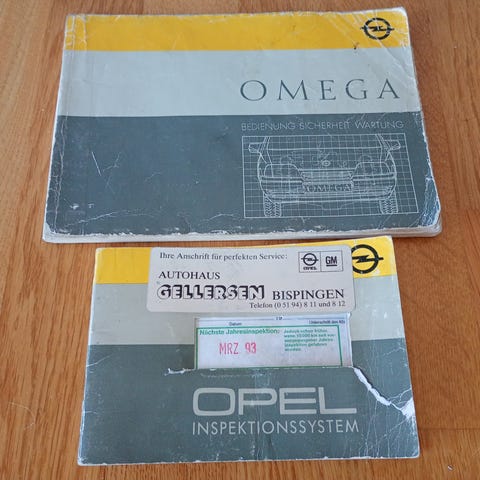 OMEGA
BEDIENUNG SICHERHEIT WARTUNG
OMEGA
Ihre Anschrift für perfekten Service:
AUTOHAUS
GELLERSEN BISPINGEN
Telefon (0 51 94) 8 11 und 8 12
OPEL
GM
Datum
Nächste Jahresinspektion:
MRZ 93
OPEL
INSPEKTIONSSYSTEM